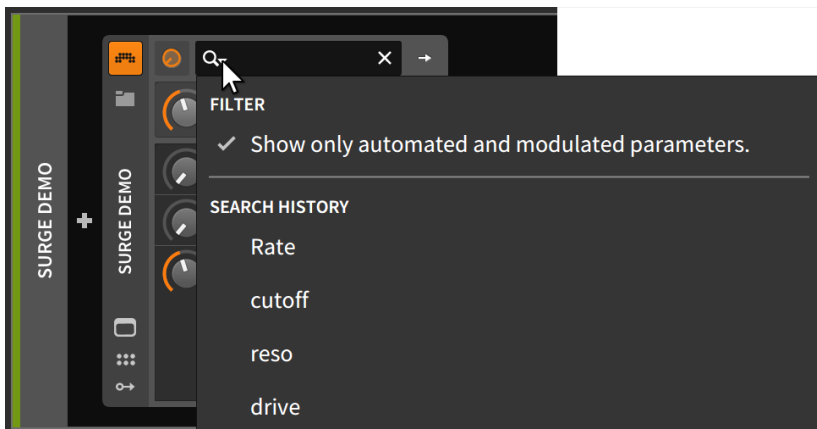 FILTER
Show only automated and modulated parameters.
SEARCH HISTORY
Rate
cutoff
reso
drive
SURGE DEMO
SURGE DEMO